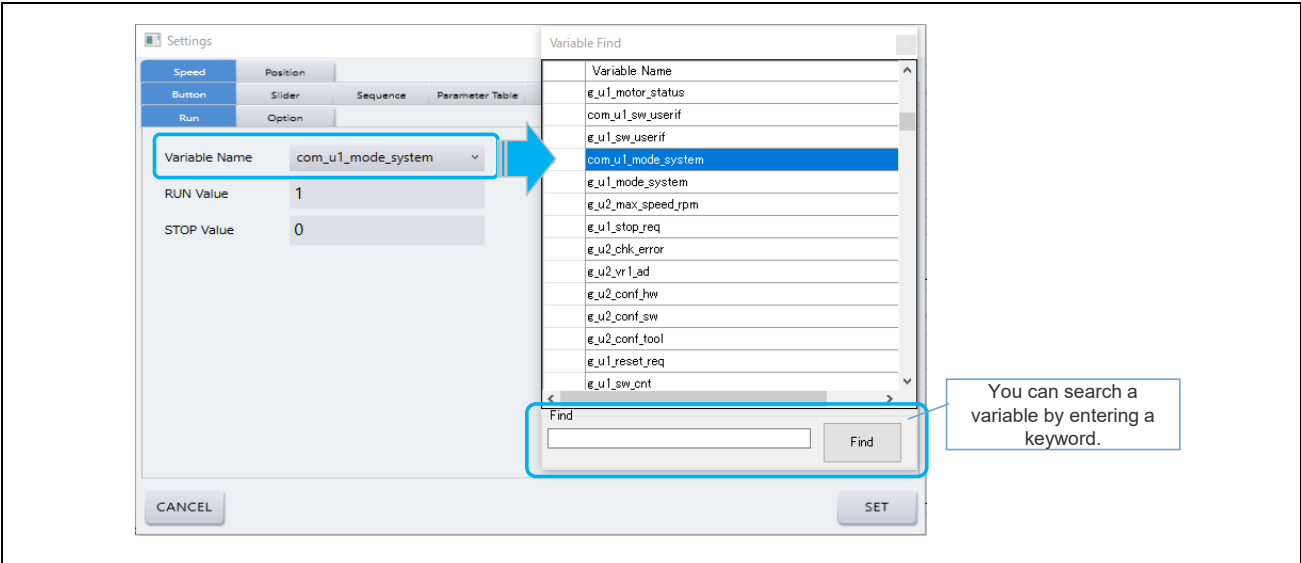 Settings
Speed Position
Button Slider Sequence Parameter Table
Run Option
Variable Name com_u1_mode_system
RUN Value 1
STOP Value 0
CANCEL
SET
Variable Find
Variable Name
g_u1_motor_status
com_u1_sw_userif
g_u1_sw_userif
com_u1_mode_system
g_u1_mode_system
g_u2_max_speed_rpm
g_u1_stop_req
g_u2_chk_error
g_u2_vr1_ad
g_u2_conf_hw
g_u2_conf_sw
g_u2_conf_tool
g_u1_reset_req
g_u1_sw_cnt
Find
Find
You can search a
variable by entering a
keyword.